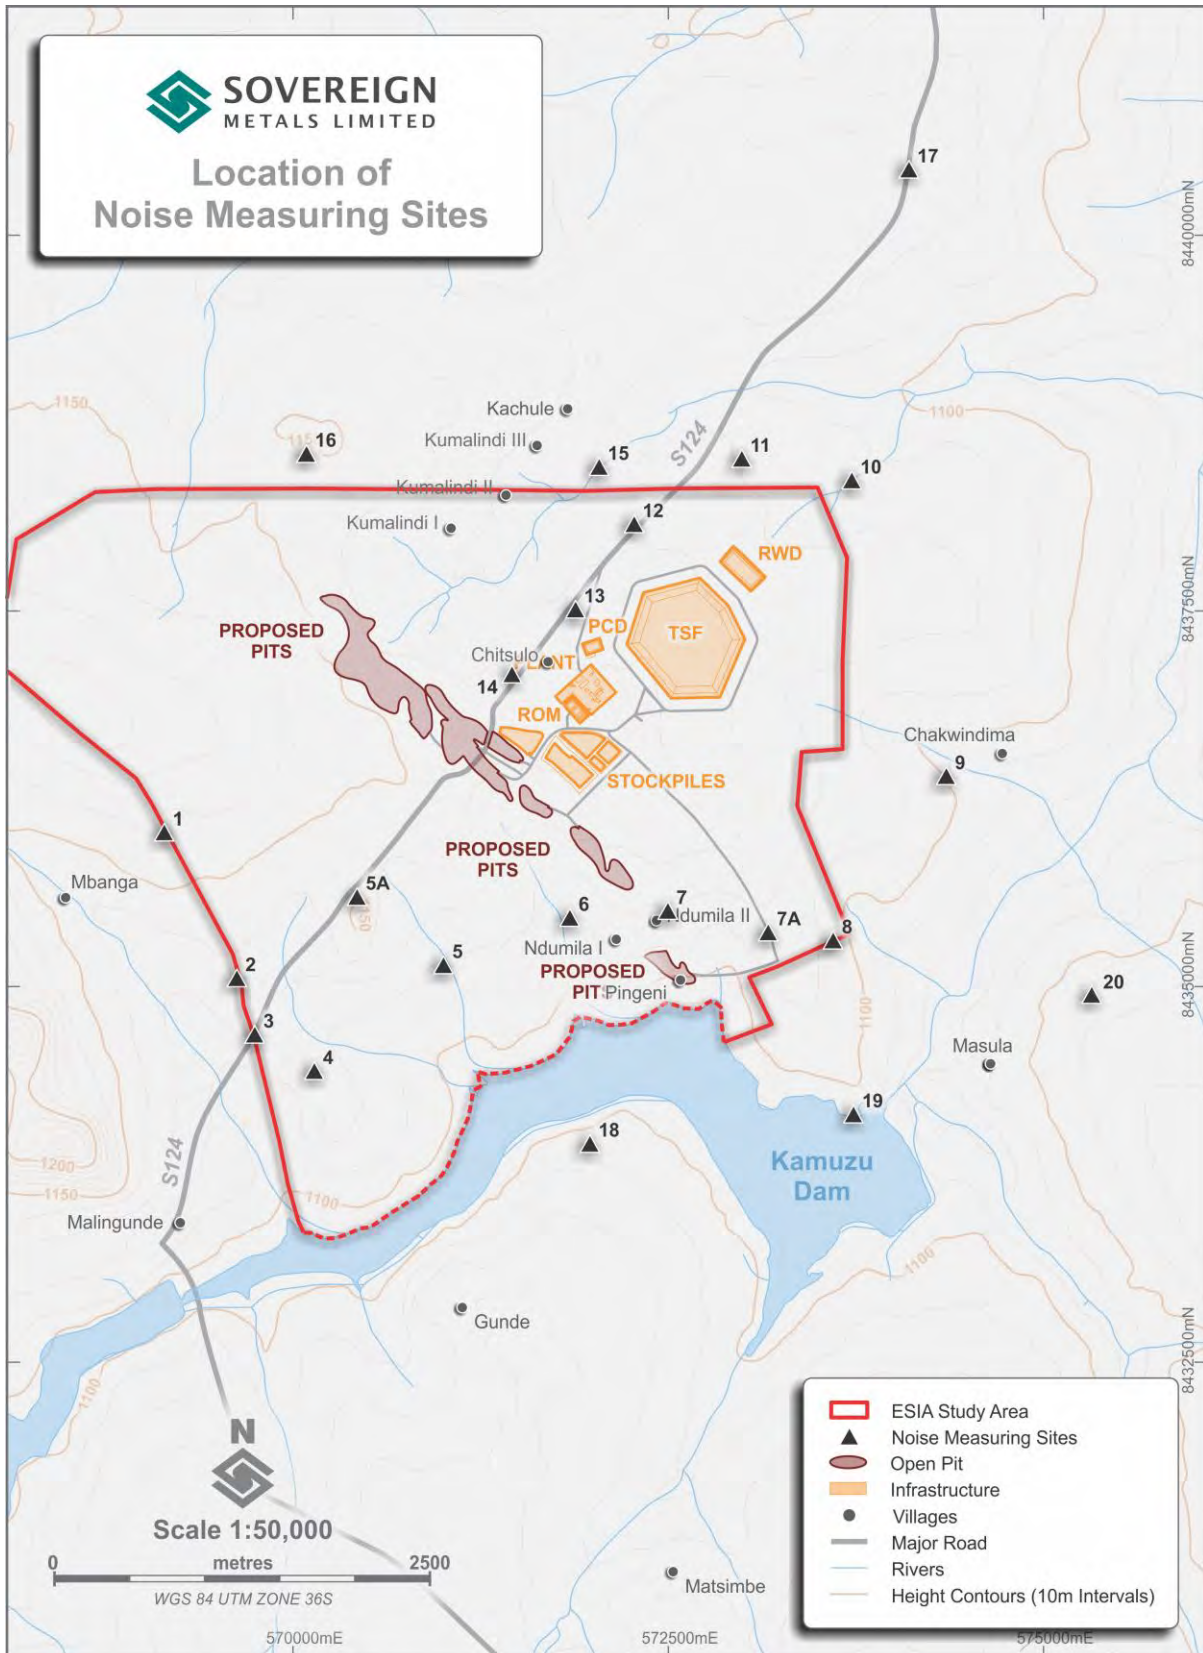 SOVEREIGN
METALS LIMITED
Location of
Noise Measuring Sites
17
8440000mN
1150
1100
Kachule
S124
Kumalindi III
16
15
11
10
Kumalindi II
Kumalindi I
12
RWD
8437500mN
13
PROPOSED
PITS
PCD
TSF
Chitsulo
PLANT
14
ROM
Chakwindima
9
STOCKPILES
1
PROPOSED
PITS
Mbanga
5A
1150
6
7
Ndumila II
7A
8
Ndumila I
5
2
PROPOSED
PITS
Pingeni
8435000mN
20
1100
3
4
Masula
19
18
Kamuzu
Dam
S124
1200
1150
1100
Malingunde
1100
Gunde
8432500mN
1100
N
Scale 1:50,000
0 metres 2500
WGS 84 UTM ZONE 36S
Matsimbe
ESIA Study Area
Noise Measuring Sites
Open Pit
Infrastructure
Villages
Major Road
Rivers
Height Contours (10m Intervals)
570000mE
572500mE
575000mE